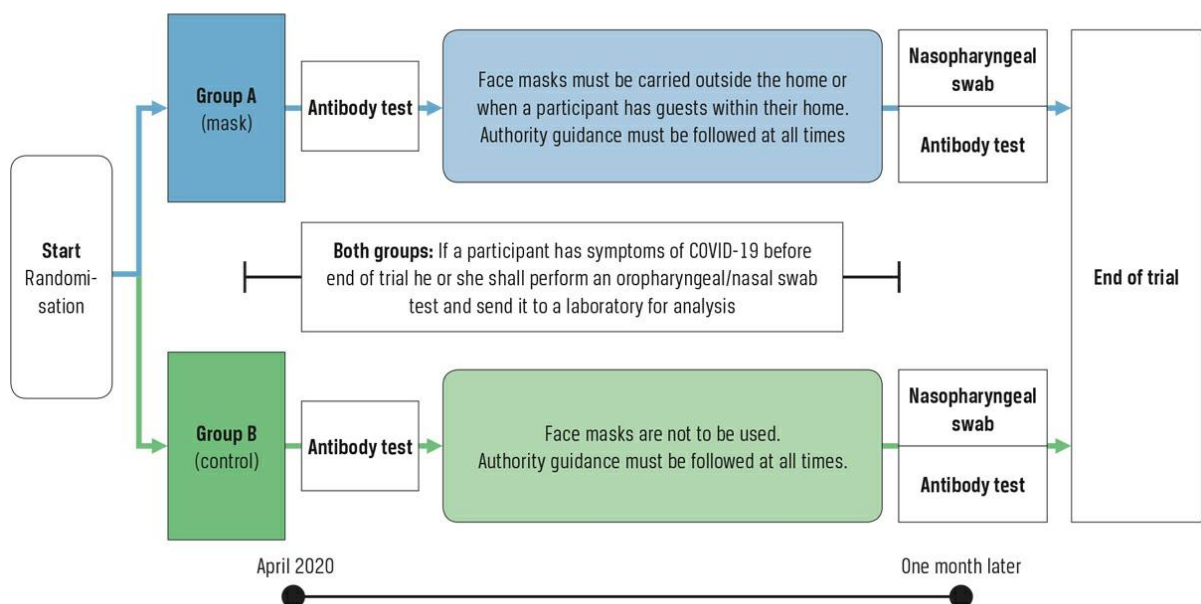 Start
Randomi-
sation
Group A
(mask)
Antibody test
Face masks must be carried outside the home or
when a participant has guests within their home.
Authority guidance must be followed at all times
Nasopharyngeal
swab
Antibody test
Both groups: If a participant has symptoms of COVID-19 before
end of trial he or she shall perform an oropharyngeal/nasal swab
test and send it to a laboratory for analysis
End of trial
Group B
(control)
Antibody test
Face masks are not to be used.
Authority guidance must be followed at all times.
Nasopharyngeal
swab
Antibody test
April 2020
One month later